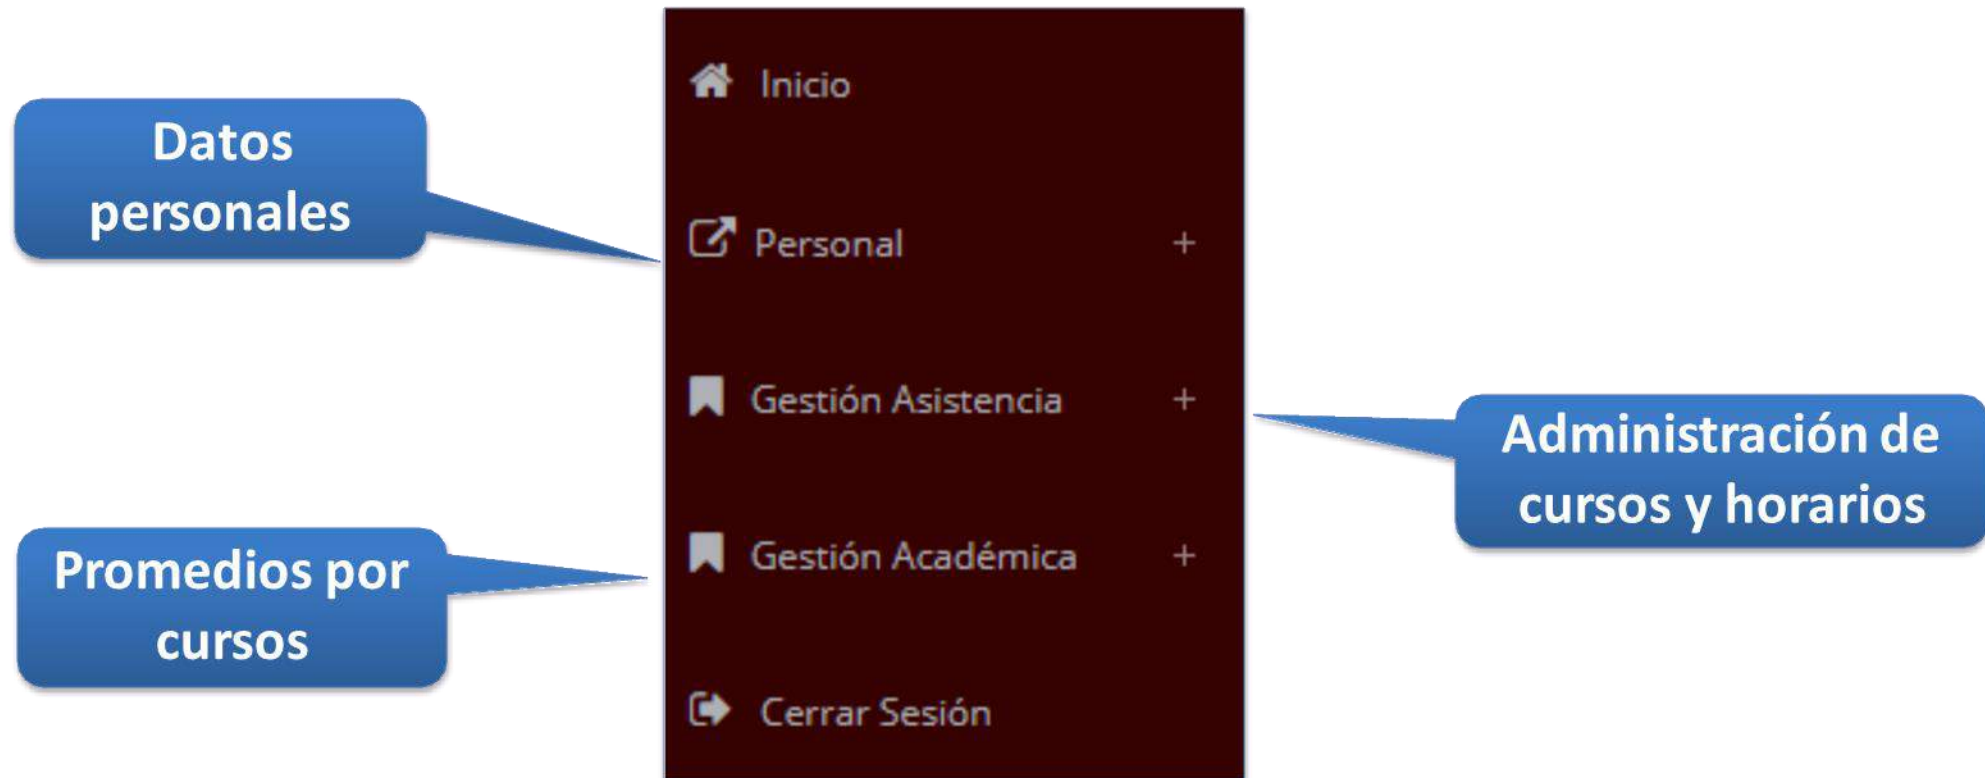 Inicio
Datos
personales
Personal +
Gestión Asistencia +
Administración de
cursos y horarios
Gestión Académica +
Promedios por
cursos
Cerrar Sesión